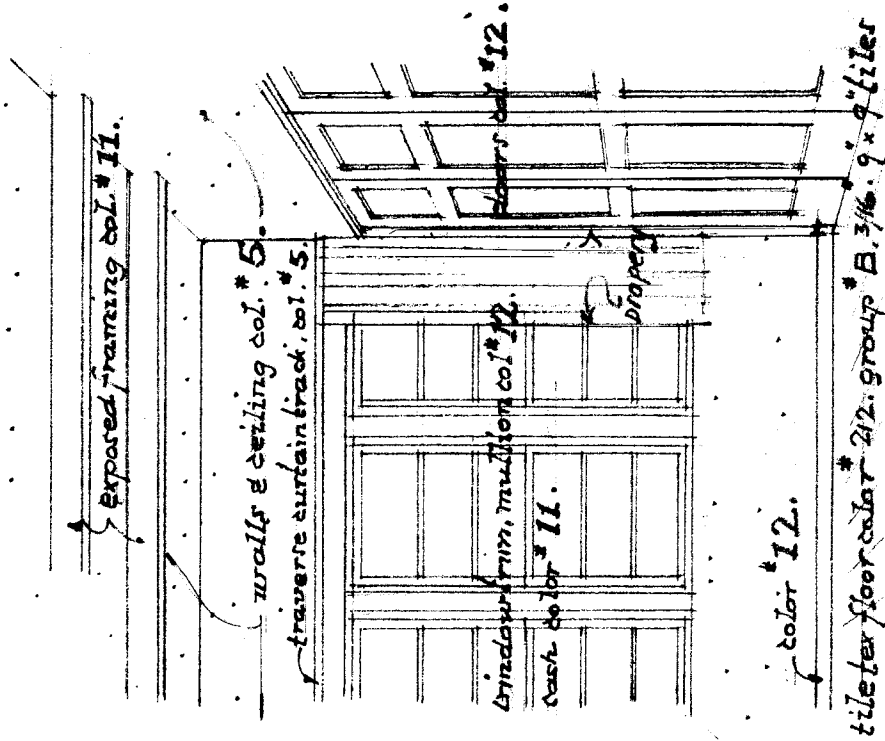 exposed framing col. #11.
walls & ceiling col. #5.
traverse curtain track, col. #5.
doors col. #12.
drapery
window trim, mullion col #12.
sash color #11.
color #12.
tiletex floor color #212. group #B. 3/16. 9"x 9" tiles